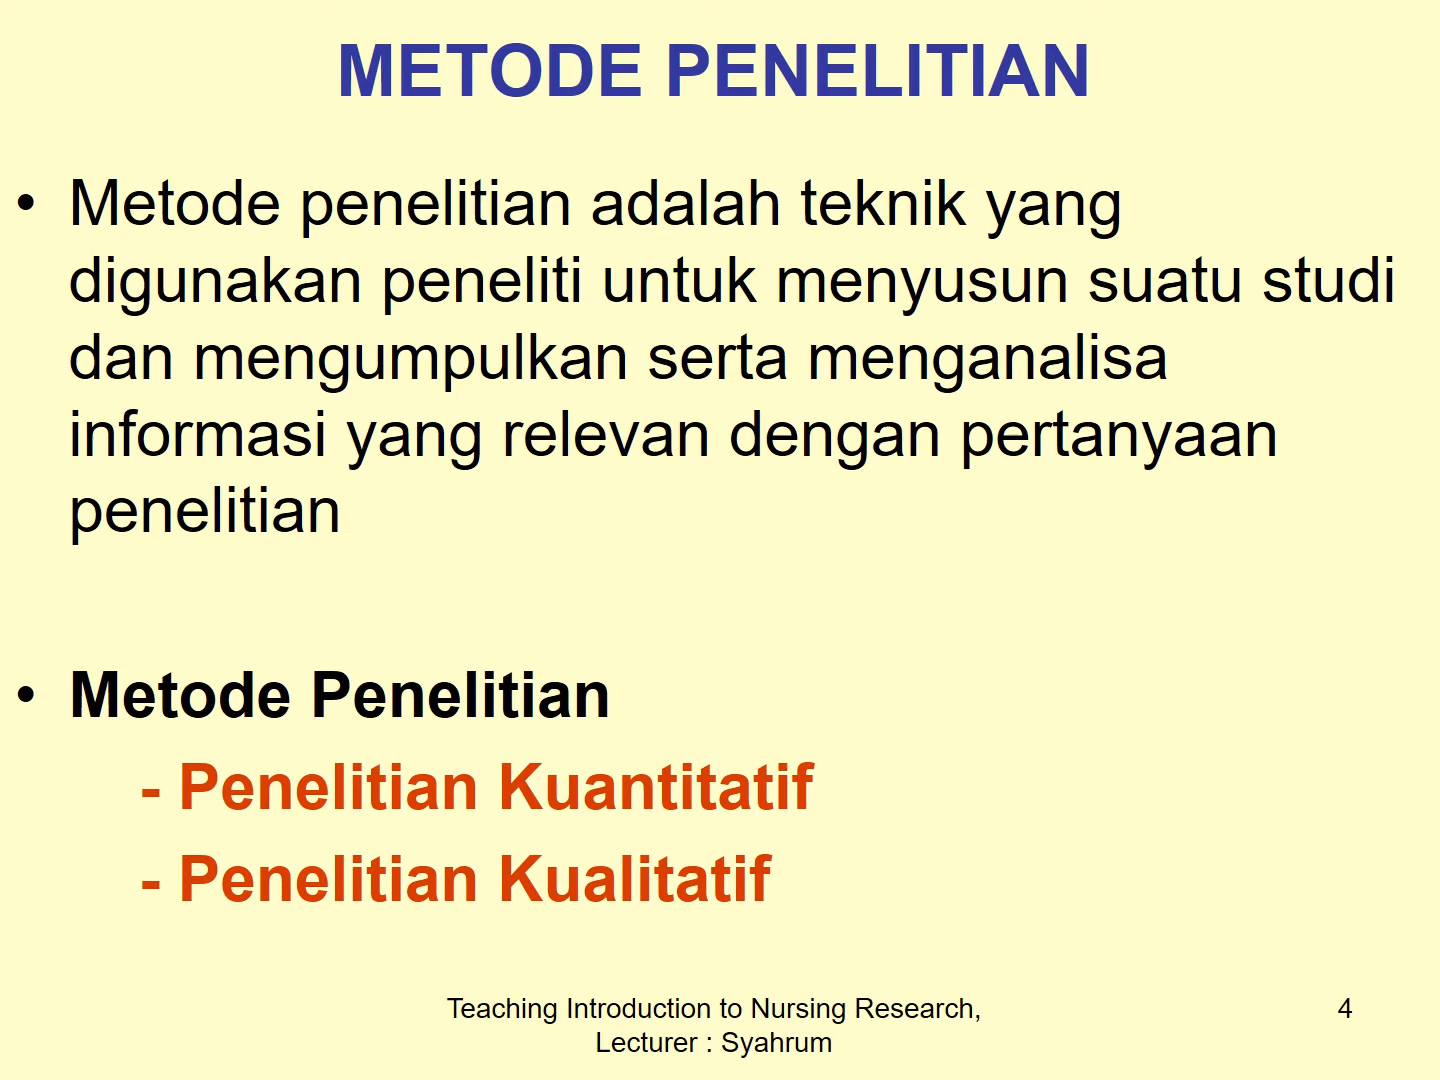 METODE PENELITIAN
• Metode penelitian adalah teknik yang
digunakan peneliti untuk menyusun suatu studi
dan mengumpulkan serta menganalisa
informasi yang relevan dengan pertanyaan
penelitian
• Metode Penelitian
- Penelitian Kuantitatif
- Penelitian Kualitatif
Teaching Introduction to Nursing Research,
Lecturer : Syahrum
4